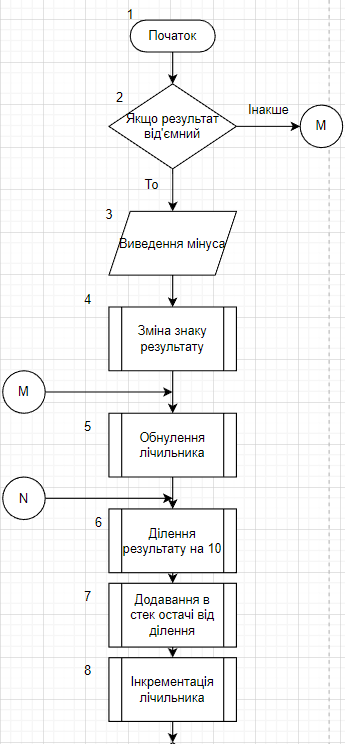 1
Початок
2
Якщо результат
від'ємний
Інакше
М
То
3
Виведення мінуса
4
Зміна знаку
результату
М
5
Обнулення
лічильника
N
6
Ділення
результату на 10
7
Додавання в
стек остачі від
ділення
8
Інкрементація
лічильника